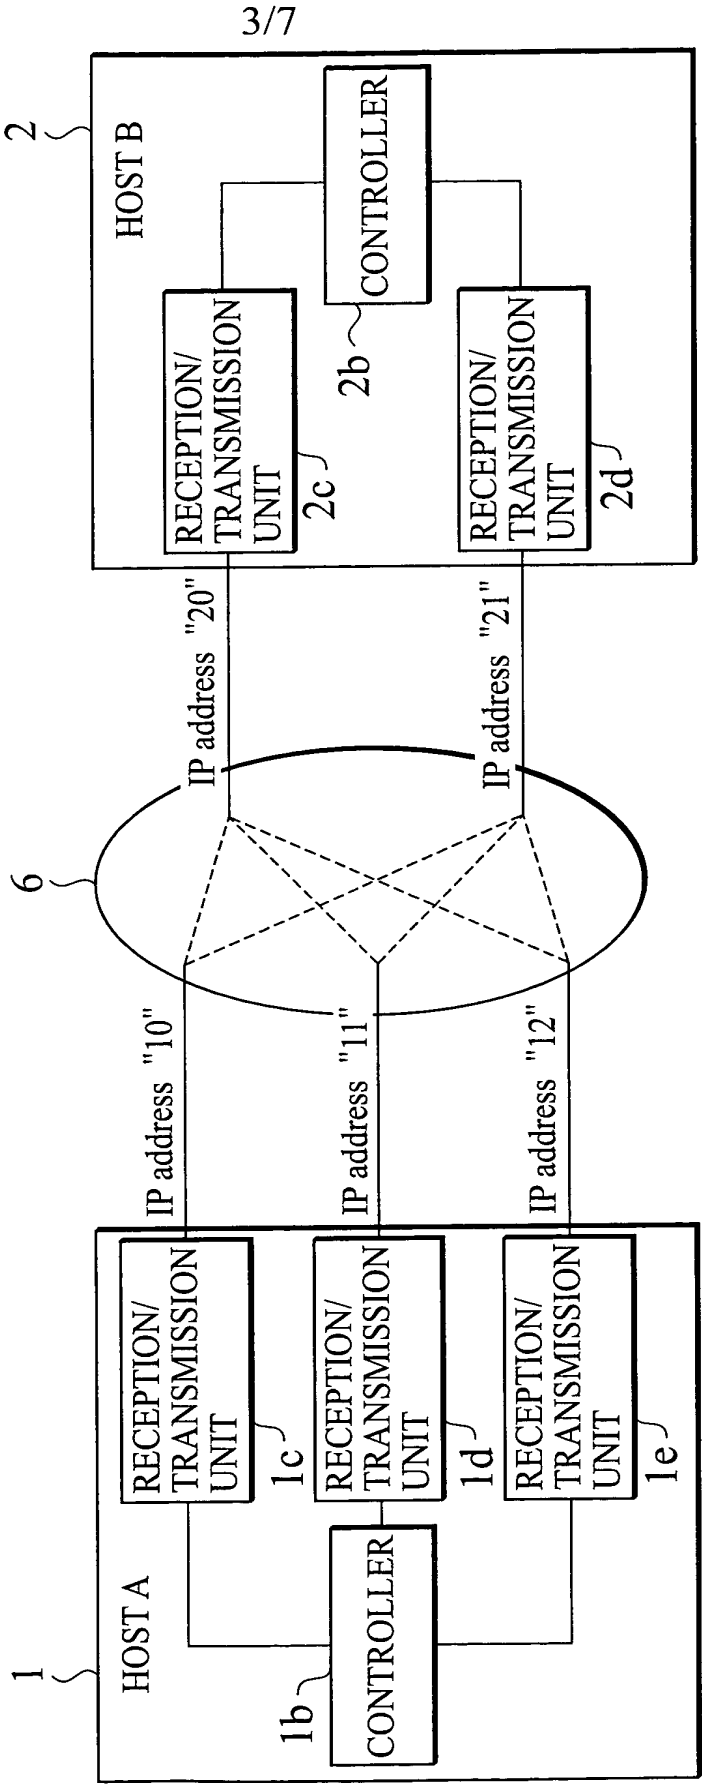 3/7
1
HOST A
1b
CONTROLLER
RECEPTION/
TRANSMISSION
UNIT
1c
RECEPTION/
TRANSMISSION
UNIT
1d
RECEPTION/
TRANSMISSION
UNIT
1e
IP address "10"
IP address "11"
IP address "12"
6
IP address "20"
IP address "21"
2
HOST B
RECEPTION/
TRANSMISSION
UNIT
2c
RECEPTION/
TRANSMISSION
UNIT
2d
2b
CONTROLLER